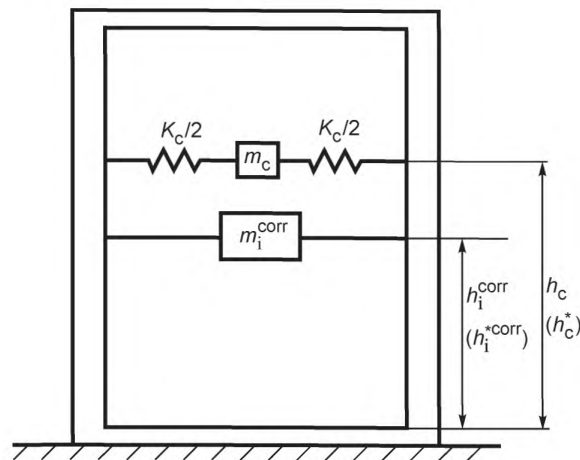 K_c/2
K_c/2
m_c
m_i^corr
h_i^corr
(h_i^*corr)
h_c
(h_c^*)